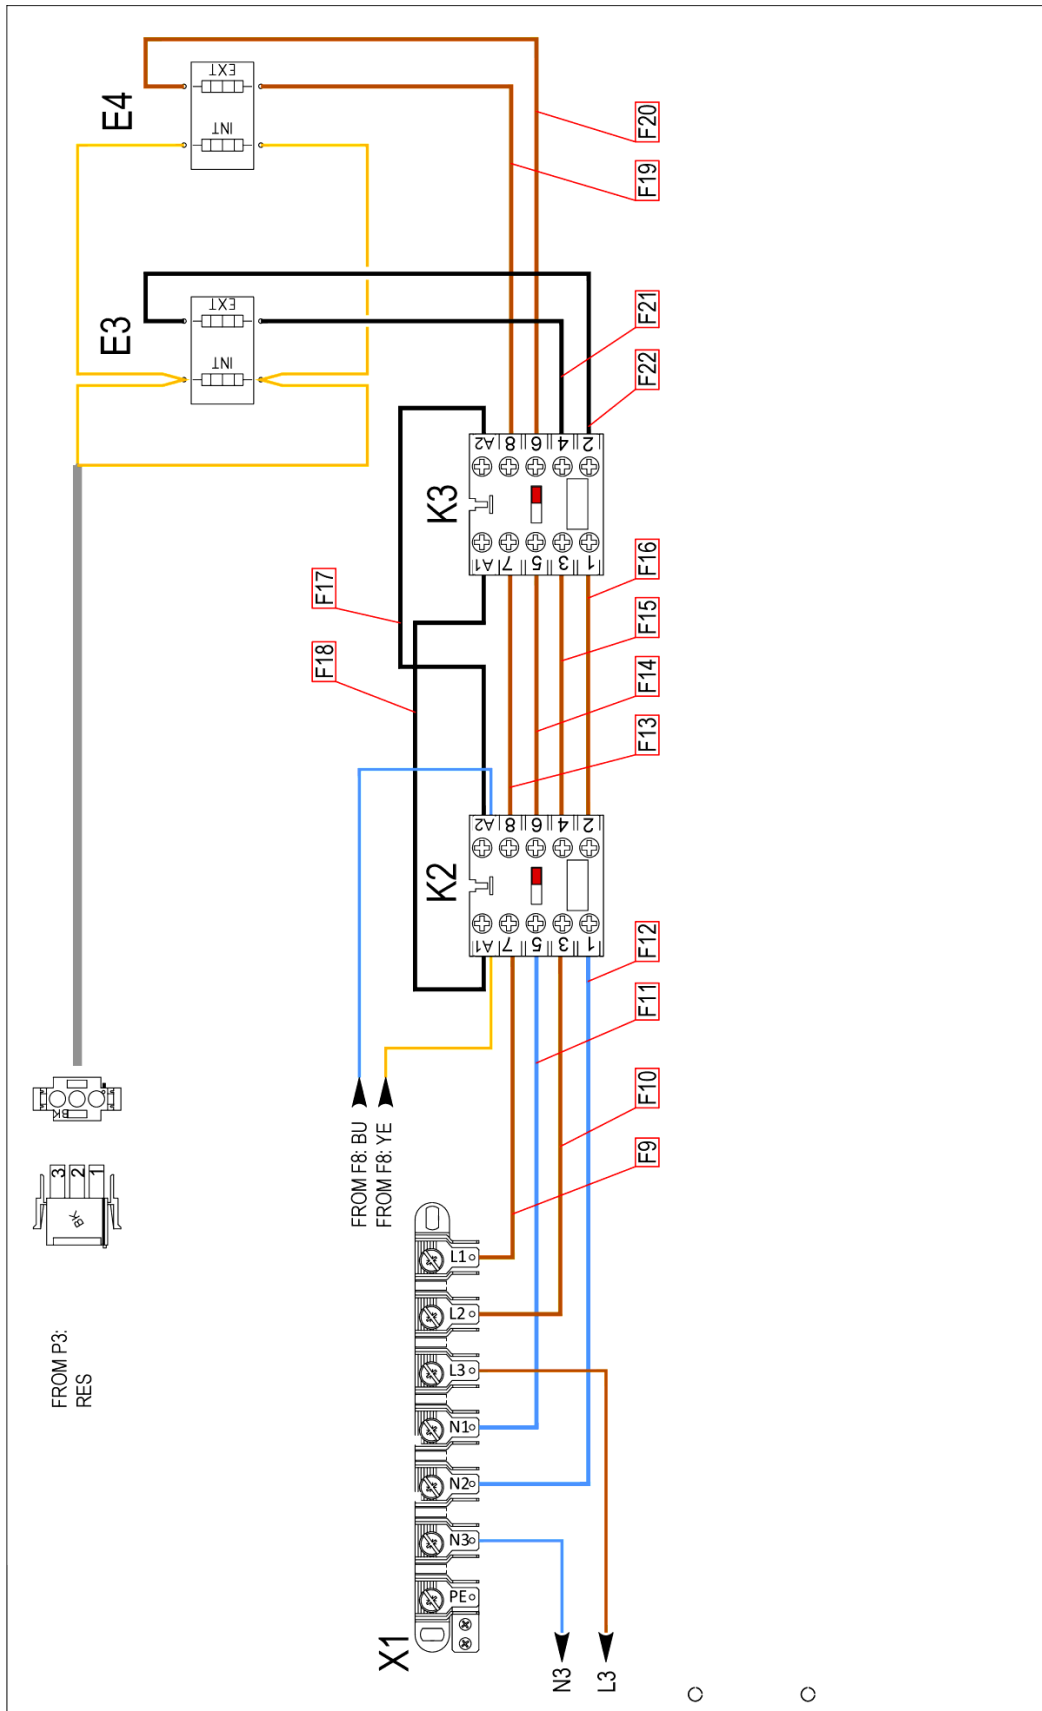 E4
EXT
INT
F20
F19
E3
EXT
INT
F21
F22
A2
8
6
4
2
K3
A1
7
5
3
1
F17
F18
F16
F15
F14
F13
A2
8
6
4
2
K2
A1
7
5
3
1
F12
F11
F10
F9
BK
3
2
1
BK
FROM P3:
RES
FROM F8: BU
FROM F8: YE
L1
L2
L3
N1
N2
N3
PE
X1
N3
L3